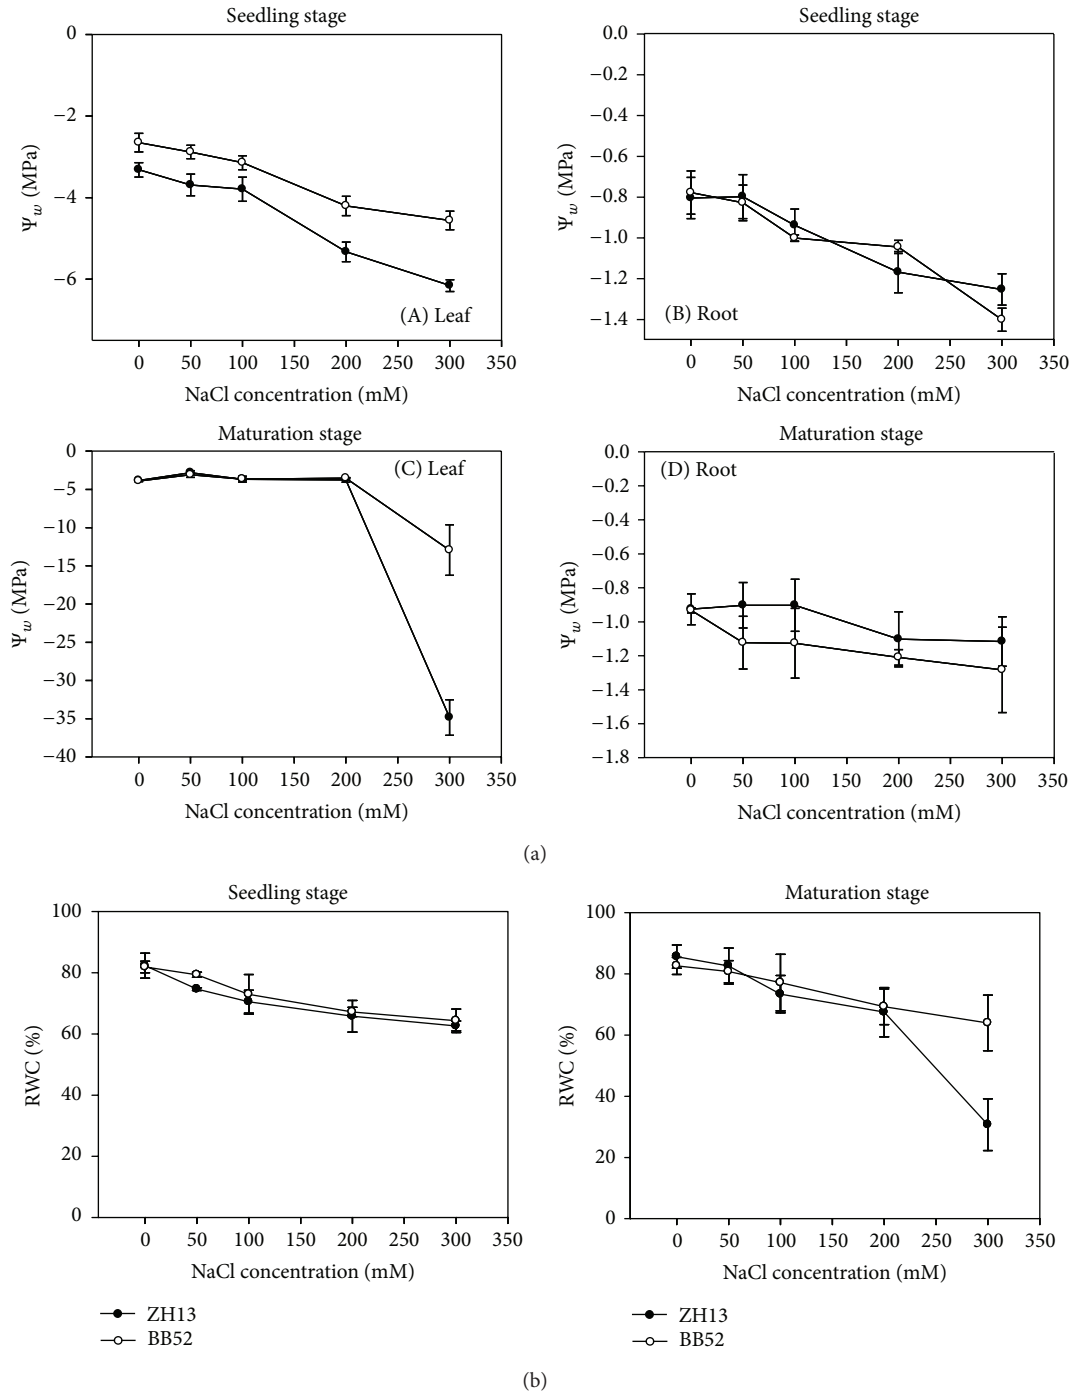 Seedling stage
0
−2
−4
−6
Ψw (MPa)
(A) Leaf
0 50 100 150 200 250 300 350
NaCl concentration (mM)
Seedling stage
0.0
−0.2
−0.4
−0.6
−0.8
−1.0
−1.2
−1.4
Ψw (MPa)
(B) Root
0 50 100 150 200 250 300 350
NaCl concentration (mM)
Maturation stage
0
−5
−10
−15
−20
−25
−30
−35
−40
Ψw (MPa)
(C) Leaf
0 50 100 200 200 250 300 350
NaCl concentration (mM)
Maturation stage
0.0
−0.2
−0.4
−0.6
−0.8
−1.0
−1.2
−1.4
−1.6
−1.8
Ψw (MPa)
(D) Root
0 50 100 150 200 250 300 350
NaCl concentration (mM)
(a)
Seedling stage
100
80
60
40
20
0
RWC (%)
0 50 100 150 200 250 300 350
NaCl concentration (mM)
ZH13
BB52
Maturation stage
100
80
60
40
20
0
RWC (%)
0 50 100 150 200 250 300 350
NaCl concentration (mM)
ZH13
BB52
(b)